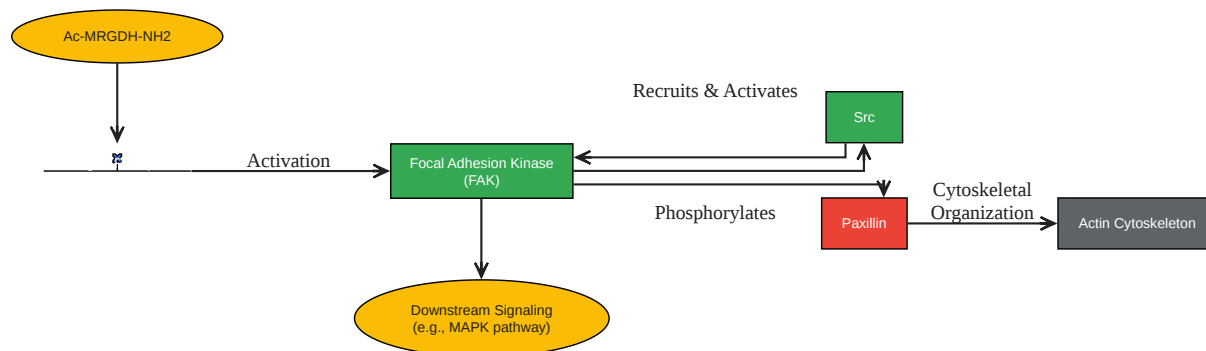 Ac-MRGDH-NH2
Recruits & Activates
Src
Activation
Focal Adhesion Kinase
(FAK)
Phosphorylates
Cytoskeletal
Organization
Paxillin
Actin Cytoskeleton
Downstream Signaling
(e.g., MAPK pathway)